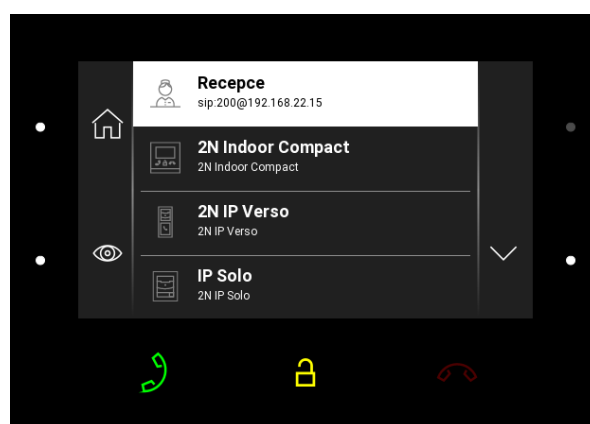 Recepce
sip:200@192.168.22.15
2N Indoor Compact
2N Indoor Compact
2N IP Verso
2N IP Verso
IP Solo
2N IP Solo